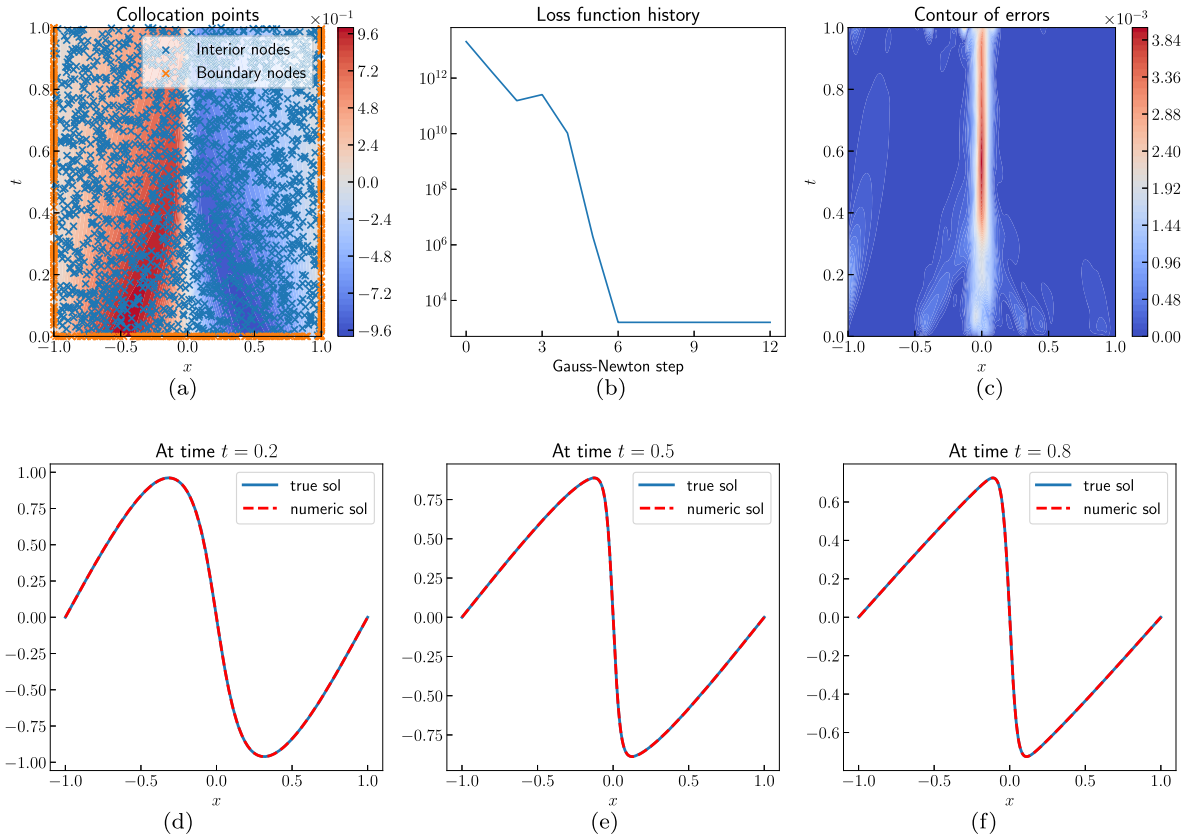 Collocation points
×10⁻¹
Interior nodes
Boundary nodes
1.0
0.8
0.6
0.4
0.2
0.0
t
−1.0 −0.5 0.0 0.5 1.0
x
9.6
7.2
4.8
2.4
0.0
−2.4
−4.8
−7.2
−9.6
(a)
Loss function history
10¹²
10¹⁰
10⁸
10⁶
10⁴
0 3 6 9 12
Gauss-Newton step
(b)
Contour of errors
×10⁻³
1.0
0.8
0.6
0.4
0.2
0.0
t
−1.0 −0.5 0.0 0.5 1.0
x
3.84
3.36
2.88
2.40
1.92
1.44
0.96
0.48
0.00
(c)
At time t = 0.2
true sol
numeric sol
1.00
0.75
0.50
0.25
0.00
−0.25
−0.50
−0.75
−1.00
−1.0 −0.5 0.0 0.5 1.0
x
(d)
At time t = 0.5
true sol
numeric sol
0.75
0.50
0.25
0.00
−0.25
−0.50
−0.75
−1.0 −0.5 0.0 0.5 1.0
x
(e)
At time t = 0.8
true sol
numeric sol
0.6
0.4
0.2
0.0
−0.2
−0.4
−0.6
−1.0 −0.5 0.0 0.5 1.0
x
(f)